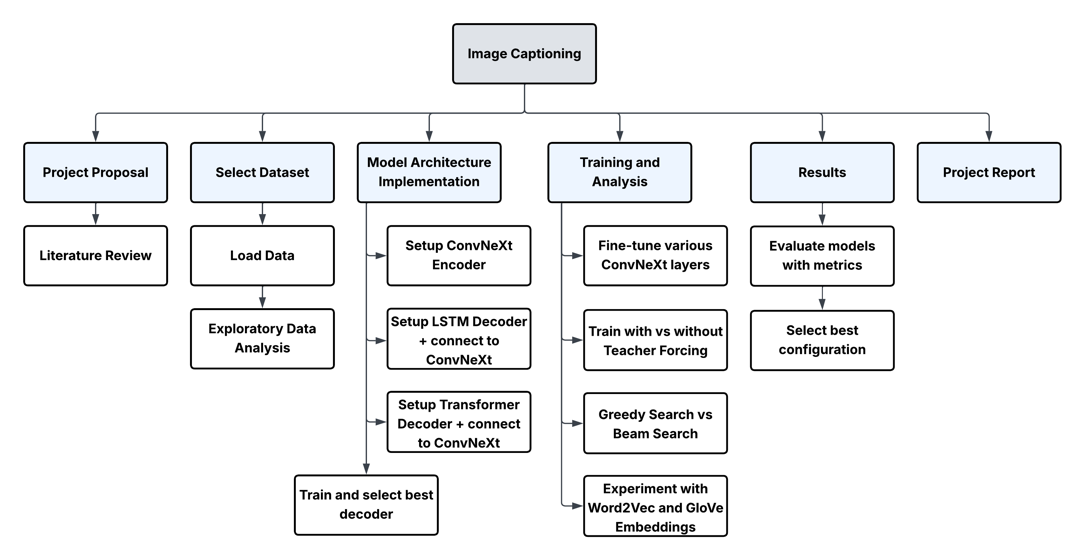 Image Captioning
Project Proposal
Select Dataset
Model Architecture
Implementation
Training and
Analysis
Results
Project Report
Literature Review
Load Data
Exploratory Data
Analysis
Setup ConvNeXt
Encoder
Setup LSTM Decoder
+ connect to
ConvNeXt
Setup Transformer
Decoder + connect
to ConvNeXt
Train and select best
decoder
Fine-tune various
ConvNeXt layers
Train with vs without
Teacher Forcing
Greedy Search vs
Beam Search
Experiment with
Word2Vec and GloVe
Embeddings
Evaluate models
with metrics
Select best
configuration